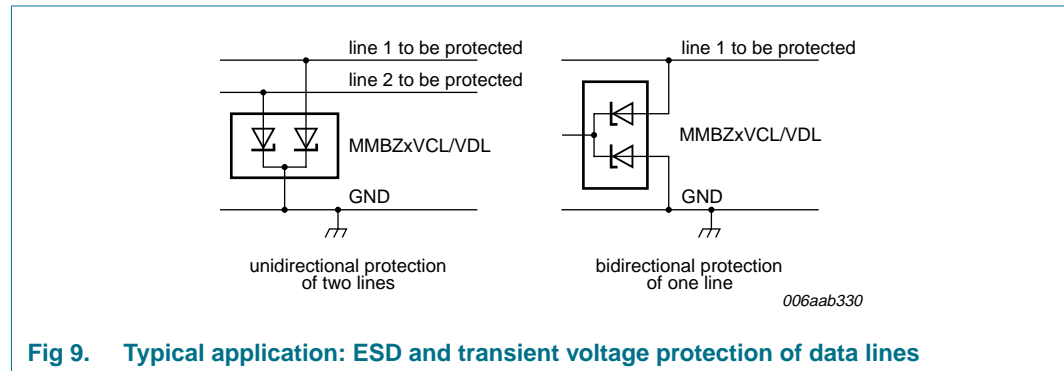 line 1 to be protected
line 2 to be protected
MMBZxVCL/VDL
GND
unidirectional protection
of two lines
line 1 to be protected
MMBZxVCL/VDL
GND
bidirectional protection
of one line
006aab330
Fig 9. Typical application: ESD and transient voltage protection of data lines